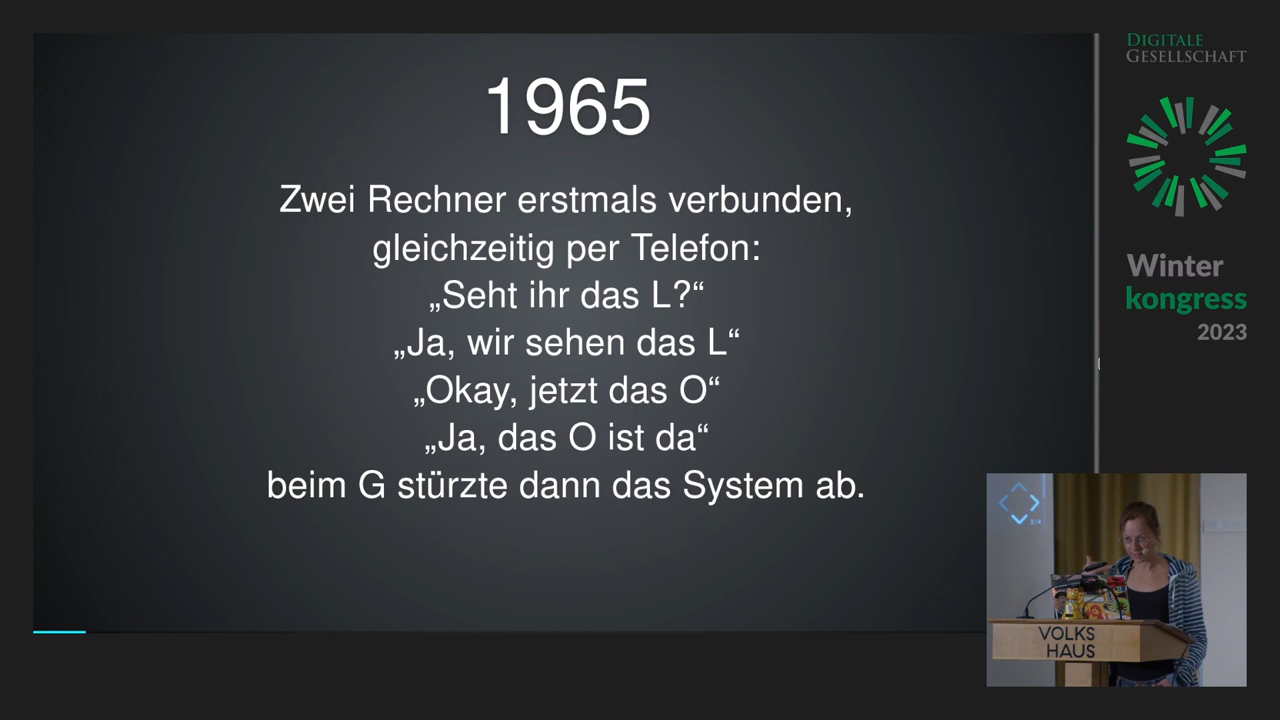 1965
Zwei Rechner erstmals verbunden,
gleichzeitig per Telefon:
„Seht ihr das L?“
„Ja, wir sehen das L“
„Okay, jetzt das O“
„Ja, das O ist da“
beim G stürzte dann das System ab.
DIGITALE
GESELLSCHAFT
Winter
kongress
2023
VOLKS
HAUS